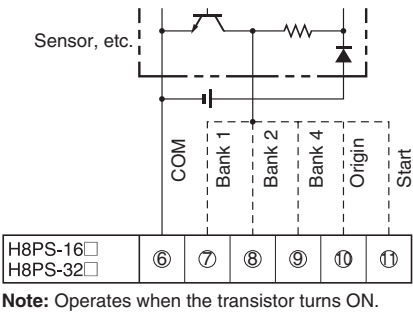 Sensor, etc.
COM
Bank 1
Bank 2
Bank 4
Origin
Start
H8PS-16□
H8PS-32□
⑥ ⑦ ⑧ ⑨ ⑩ ⑪
Note: Operates when the transistor turns ON.